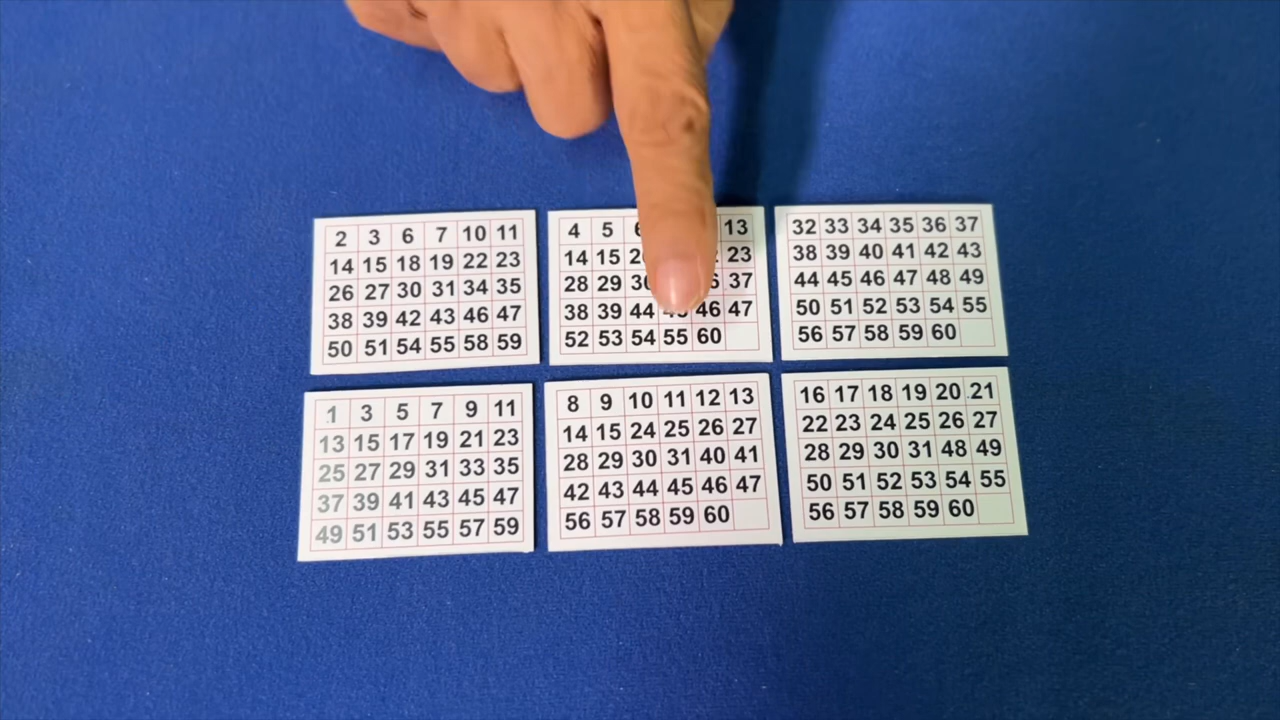 2 3 6 7 10 11
14 15 18 19 22 23
26 27 30 31 34 35
38 39 42 43 46 47
50 51 54 55 58 59
4 5 6 13
14 15 23
28 29 30 37
38 39 44 45 46 47
52 53 54 55 60
32 33 34 35 36 37
38 39 40 41 42 43
44 45 46 47 48 49
50 51 52 53 54 55
56 57 58 59 60
1 3 5 7 9 11
13 15 17 19 21 23
25 27 29 31 33 35
37 39 41 43 45 47
49 51 53 55 57 59
8 9 10 11 12 13
14 15 24 25 26 27
28 29 30 31 40 41
42 43 44 45 46 47
56 57 58 59 60
16 17 18 19 20 21
22 23 24 25 26 27
28 29 30 31 48 49
50 51 52 53 54 55
56 57 58 59 60